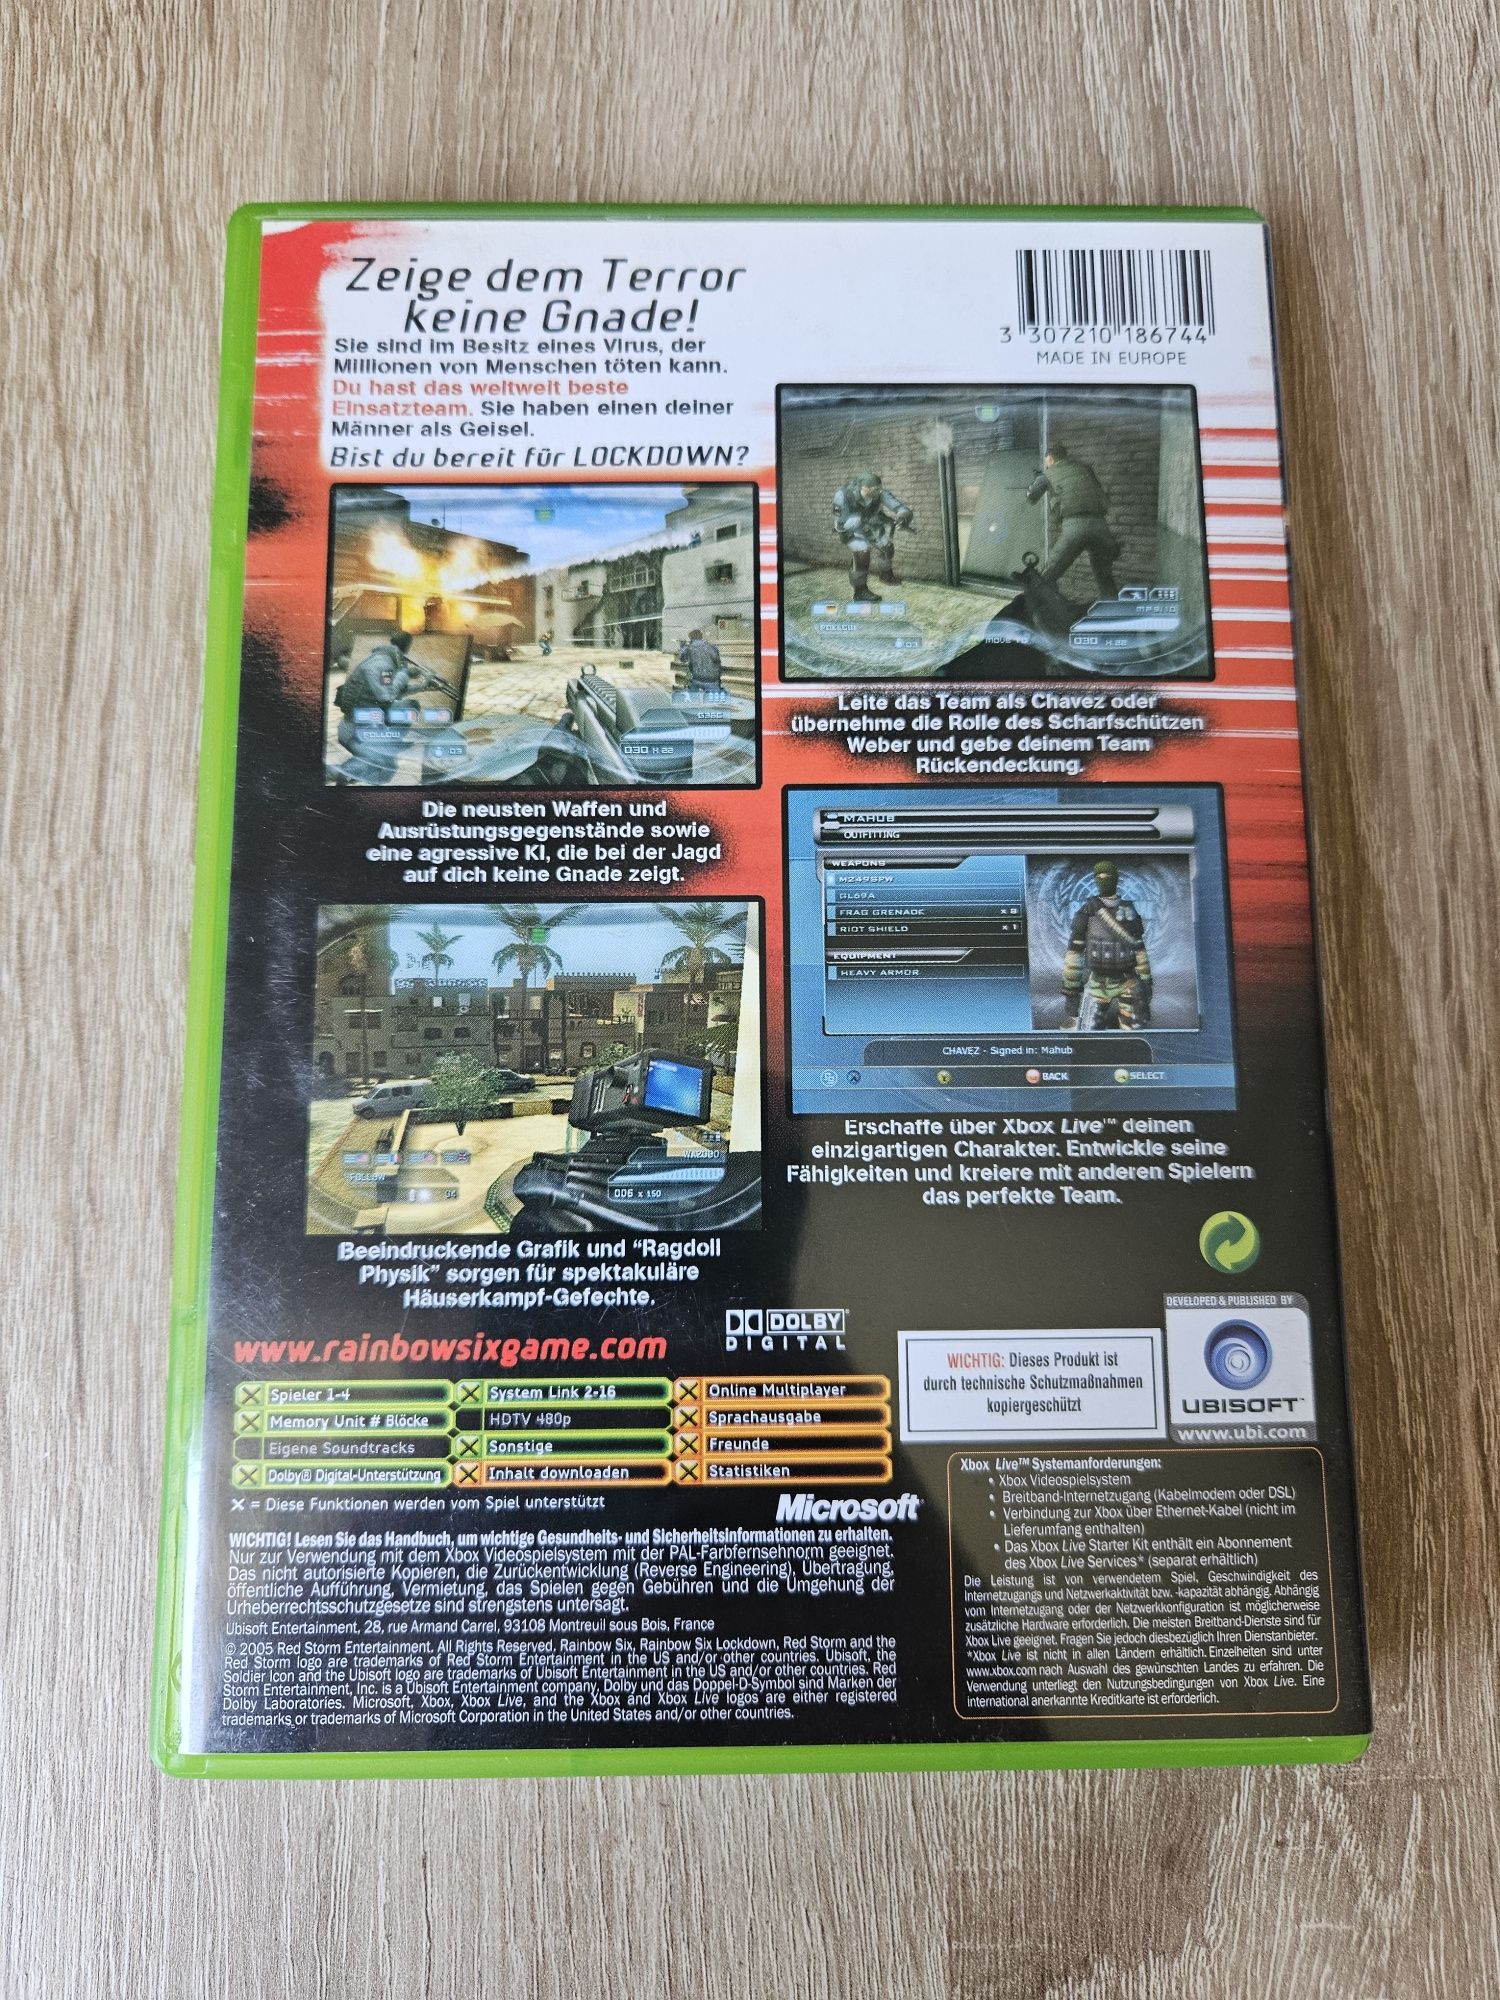 Zeige dem Terror
keine Gnade!
Sie sind im Besitz eines Virus, der
Millionen von Menschen töten kann.
Du hast das weltweit beste
Einsatzteam. Sie haben einen deiner
Männer als Geisel.
Bist du bereit für LOCKDOWN?
3 307210 186744
MADE IN EUROPE
FOLLOW
03
G36C
030 x 22
FOLLOW
03
MP9/10
030 x 22
Leite das Team als Chavez oder
übernehme die Rolle des Scharfschützen
Weber und gebe deinem Team
Rückendeckung.
Die neusten Waffen und
Ausrüstungsgegenstände sowie
eine agressive KI, die bei der Jagd
auf dich keine Gnade zeigt.
MAHUB
OUTFITTING
WEAPONS
M249SPW
GL69A
FRAG GRENADE x 8
RIOT SHIELD x 1
EQUIPMENT
HEAVY ARMOR
CHAVEZ - Signed in: Mahub
BACK
SELECT
FOLLOW
04
WA2000
006 x 150
Erschaffe über Xbox Live™ deinen
einzigartigen Charakter. Entwickle seine
Fähigkeiten und kreiere mit anderen Spielern
das perfekte Team.
Beeindruckende Grafik und “Ragdoll
Physik” sorgen für spektakuläre
Häuserkampf-Gefechte.
www.rainbowsixgame.com
DOLBY
DIGITAL
WICHTIG: Dieses Produkt ist
durch technische Schutzmaßnahmen
kopiergeschützt
DEVELOPED & PUBLISHED BY
UBISOFT™
www.ubi.com
Spieler 1-4
System Link 2-16
Online Multiplayer
Memory Unit # Blöcke
HDTV 480p
Sprachausgabe
Eigene Soundtracks
Sonstige
Freunde
Dolby® Digital-Unterstützung
Inhalt downloaden
Statistiken
X = Diese Funktionen werden vom Spiel unterstützt
Microsoft®
WICHTIG! Lesen Sie das Handbuch, um wichtige Gesundheits- und Sicherheitsinformationen zu erhalten.
Nur zur Verwendung mit dem Xbox Videospielsystem mit der PAL-Farbfernsehnorm geeignet.
Das nicht autorisierte Kopieren, die Zurückentwicklung (Reverse Engineering), Übertragung,
öffentliche Aufführung, Vermietung, das Spielen gegen Gebühren und die Umgehung der
Urheberrechtsschutzgesetze sind strengstens untersagt.
Ubisoft Entertainment, 28, rue Armand Carrel, 93108 Montreuil sous Bois, France
© 2005 Red Storm Entertainment. All Rights Reserved. Rainbow Six, Rainbow Six Lockdown, Red Storm and the
Red Storm logo are trademarks of Red Storm Entertainment in the US and/or other countries. Ubisoft, the
Soldier Icon and the Ubisoft logo are trademarks of Ubisoft Entertainment in the US and/or other countries. Red
Storm Entertainment, Inc. is a Ubisoft Entertainment company. Dolby und das Doppel-D-Symbol sind Marken der
Dolby Laboratories. Microsoft, Xbox, Xbox Live, and the Xbox and Xbox Live logos are either registered
trademarks or trademarks of Microsoft Corporation in the United States and/or other countries.
Xbox Live™ Systemanforderungen:
• Xbox Videospielsystem
• Breitband-Internetzugang (Kabelmodem oder DSL)
• Verbindung zur Xbox über Ethernet-Kabel (nicht im
Lieferumfang enthalten)
• Das Xbox Live Starter Kit enthält ein Abonnement
des Xbox Live Services* (separat erhältlich)
Die Leistung ist von verwendetem Spiel, Geschwindigkeit des
Internetzugangs und Netzwerkaktivität bzw. -kapazität abhängig. Abhängig
vom Internetzugang oder der Netzwerkkonfiguration ist möglicherweise
zusätzliche Hardware erforderlich. Die meisten Breitband-Dienste sind für
Xbox Live geeignet. Fragen Sie jedoch diesbezüglich Ihren Dienstanbieter.
*Xbox Live ist nicht in allen Ländern erhältlich. Einzelheiten sind unter
www.xbox.com nach Auswahl des gewünschten Landes zu erfahren. Die
Verwendung unterliegt den Nutzungsbedingungen von Xbox Live. Eine
international anerkannte Kreditkarte ist erforderlich.